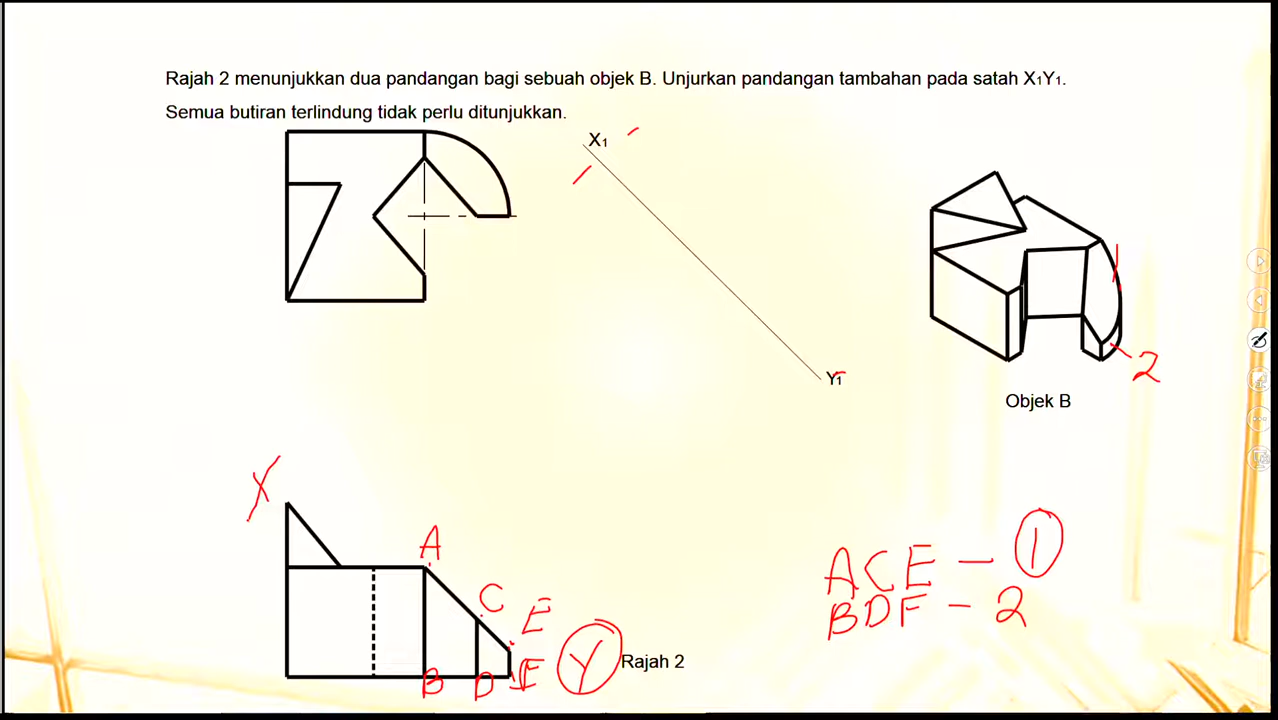 Rajah 2 menunjukkan dua pandangan bagi sebuah objek B. Unjurkan pandangan tambahan pada satah X1Y1.
Semua butiran terlindung tidak perlu ditunjukkan.
X1
Y1
2
Objek B
X
A
C
E
B
D
F
Y
Rajah 2
ACE - 1
BDF - 2